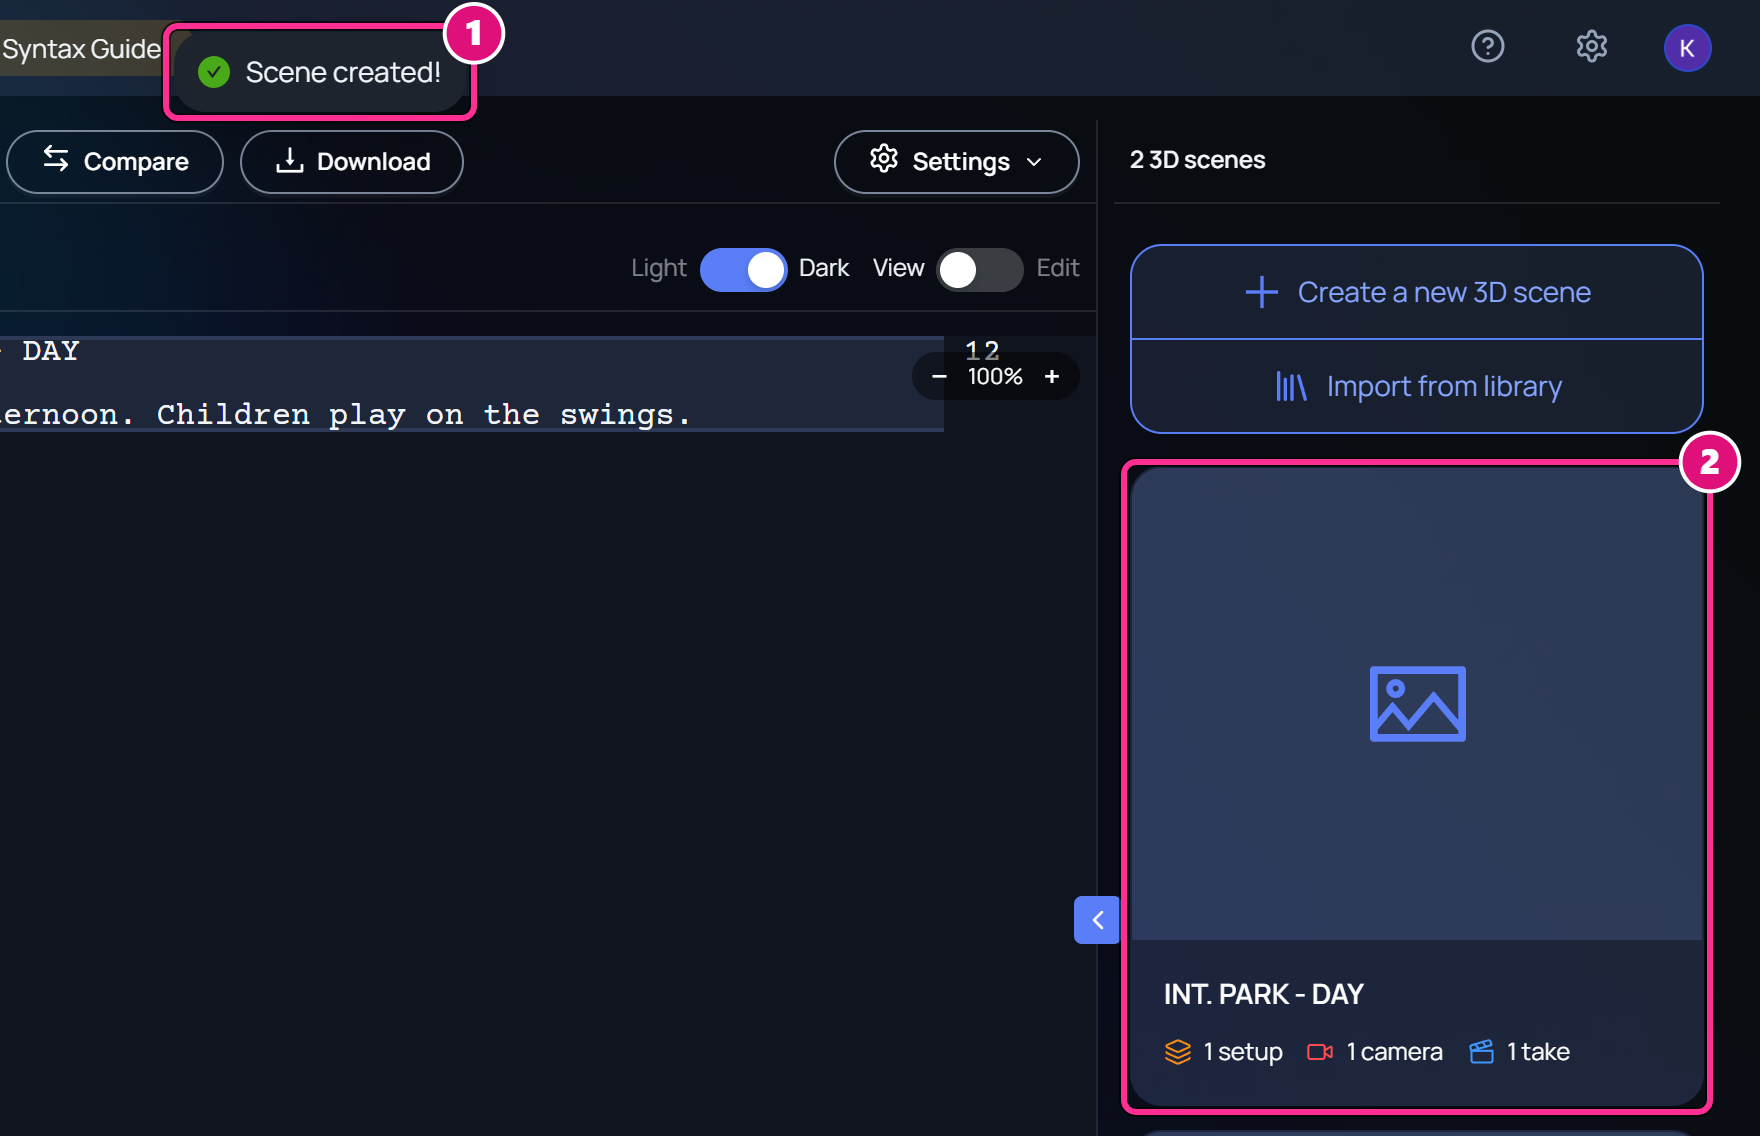 Syntax Guide
Scene created!
1
K
Compare
Download
Settings
2 3D scenes
Light
Dark
View
Edit
Create a new 3D scene
Import from library
- DAY
12
- 100% +
ernoon. Children play on the swings.
2
INT. PARK - DAY
1 setup
1 camera
1 take